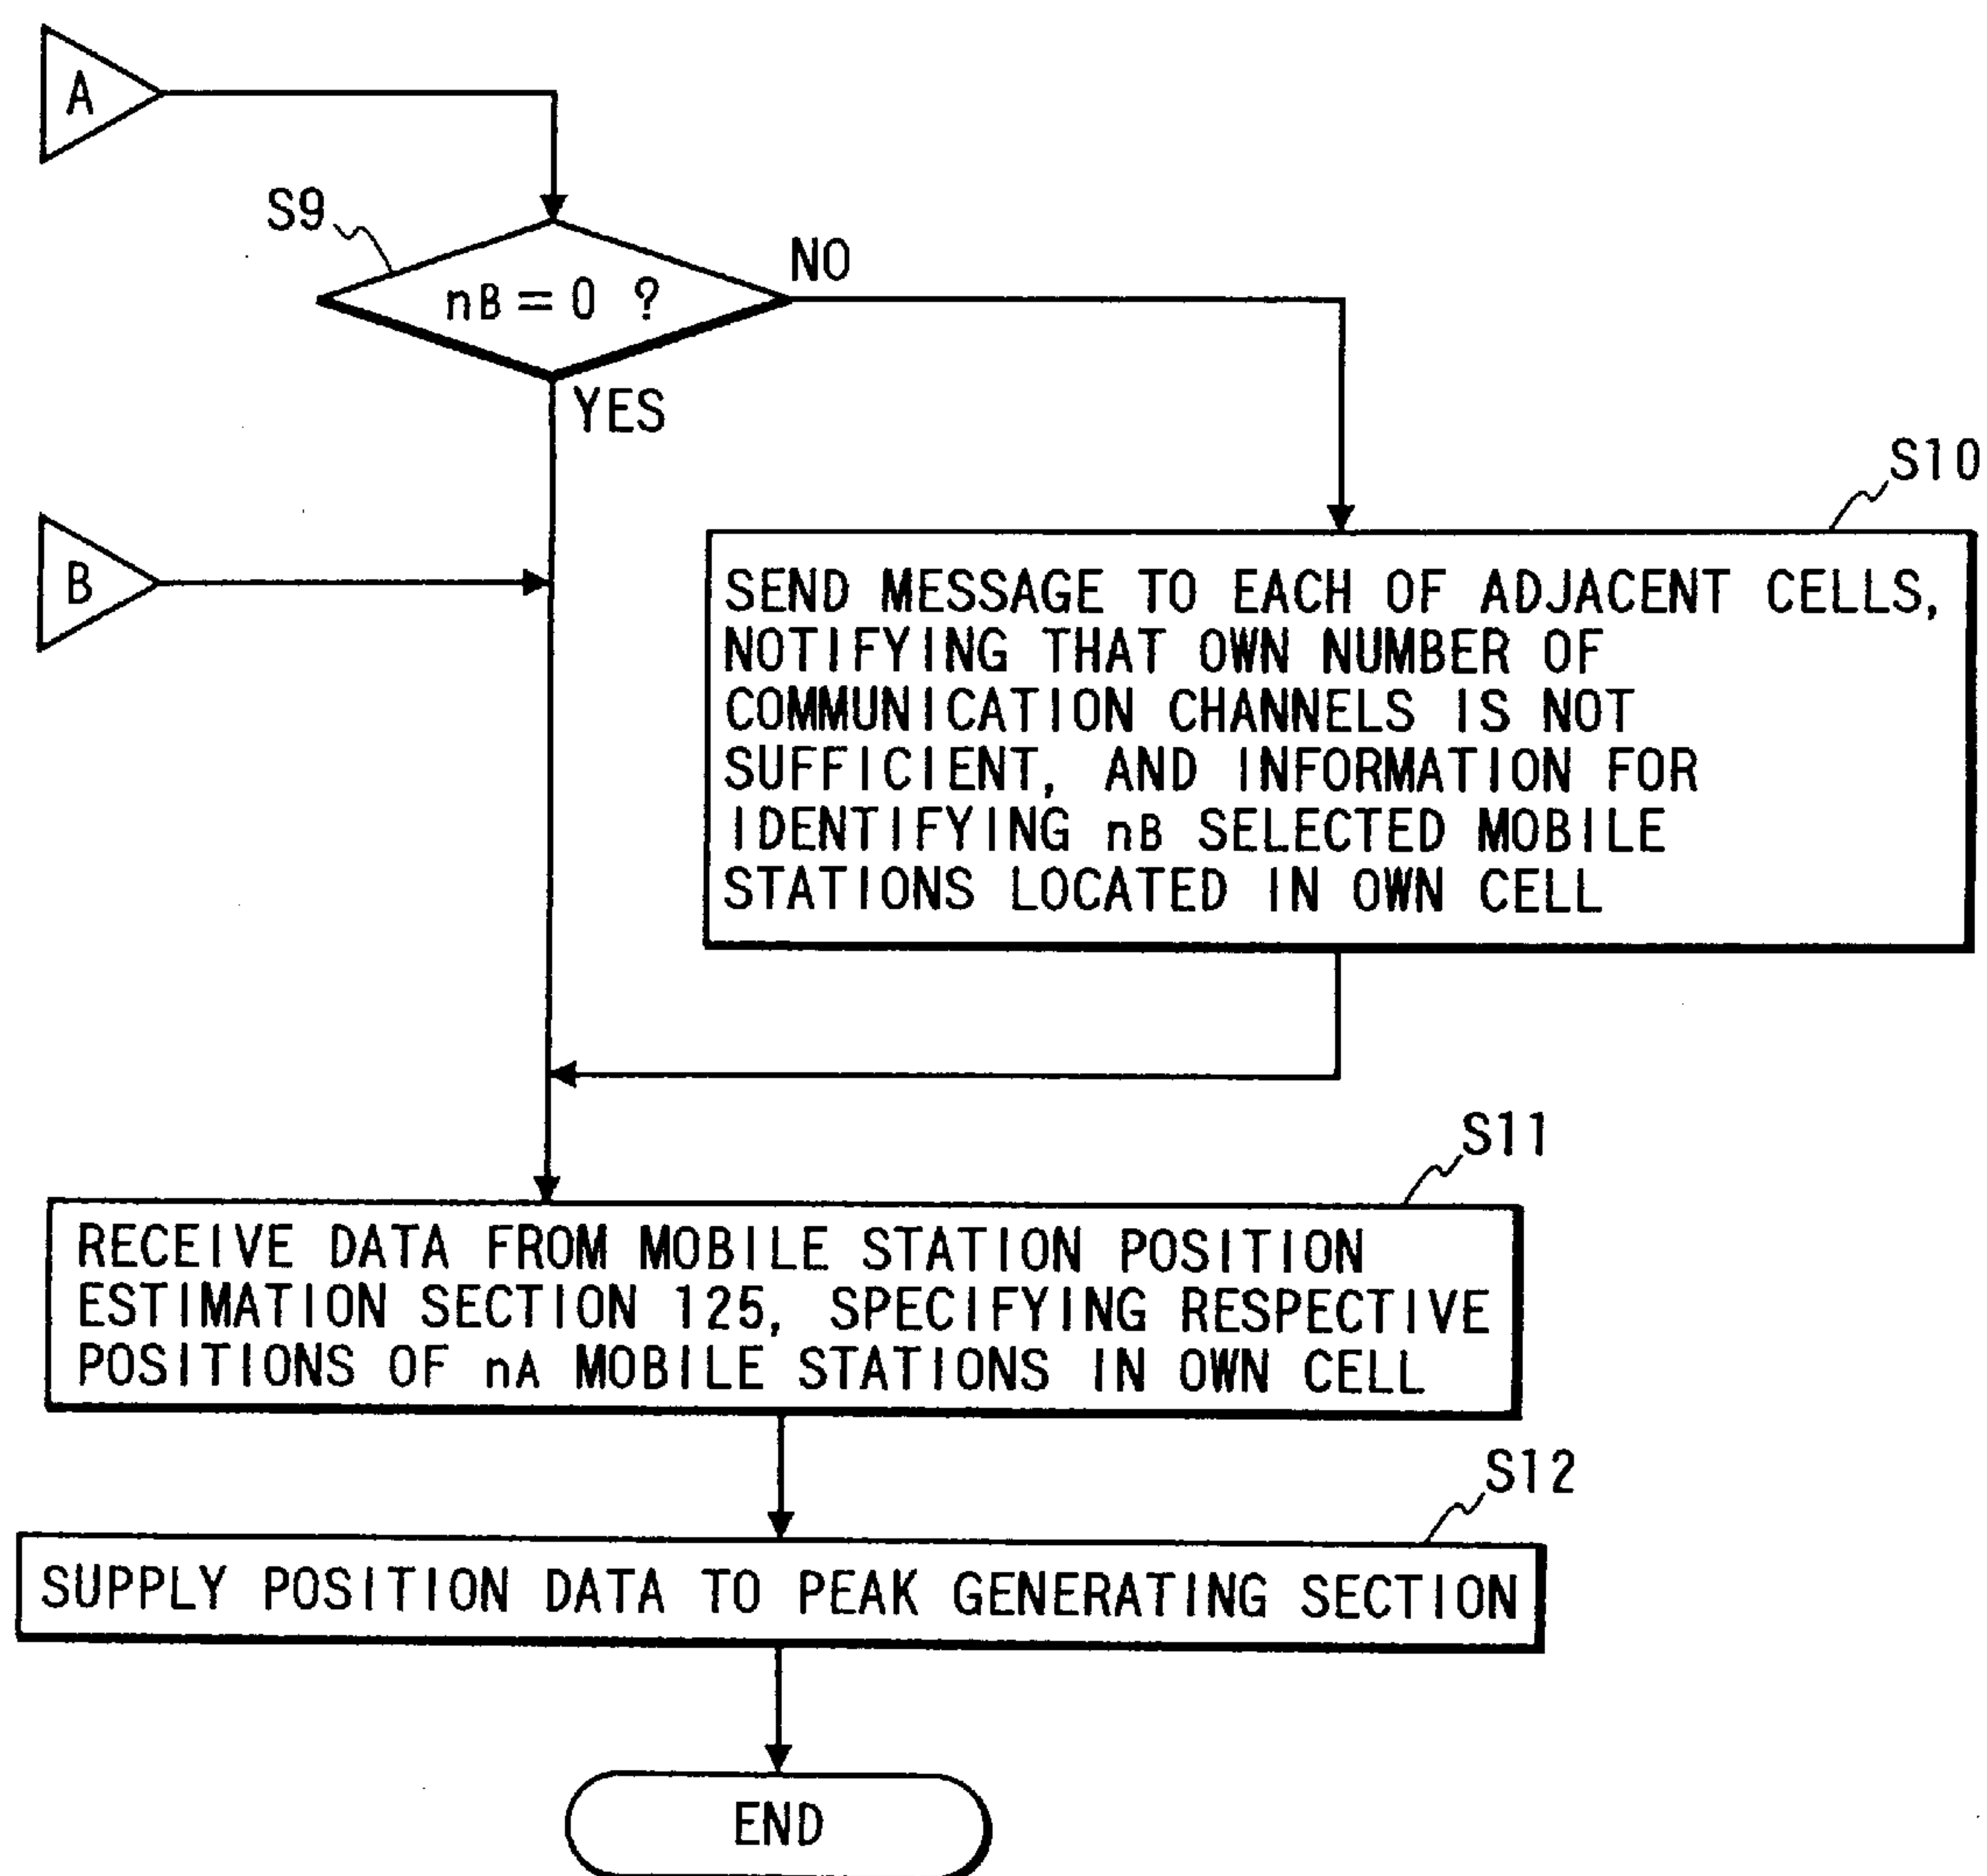 A
S9
nB = 0 ?
NO
YES
S10
B
SEND MESSAGE TO EACH OF ADJACENT CELLS,
NOTIFYING THAT OWN NUMBER OF
COMMUNICATION CHANNELS IS NOT
SUFFICIENT, AND INFORMATION FOR
IDENTIFYING nB SELECTED MOBILE
STATIONS LOCATED IN OWN CELL
S11
RECEIVE DATA FROM MOBILE STATION POSITION
ESTIMATION SECTION 125, SPECIFYING RESPECTIVE
POSITIONS OF nA MOBILE STATIONS IN OWN CELL
S12
SUPPLY POSITION DATA TO PEAK GENERATING SECTION
END